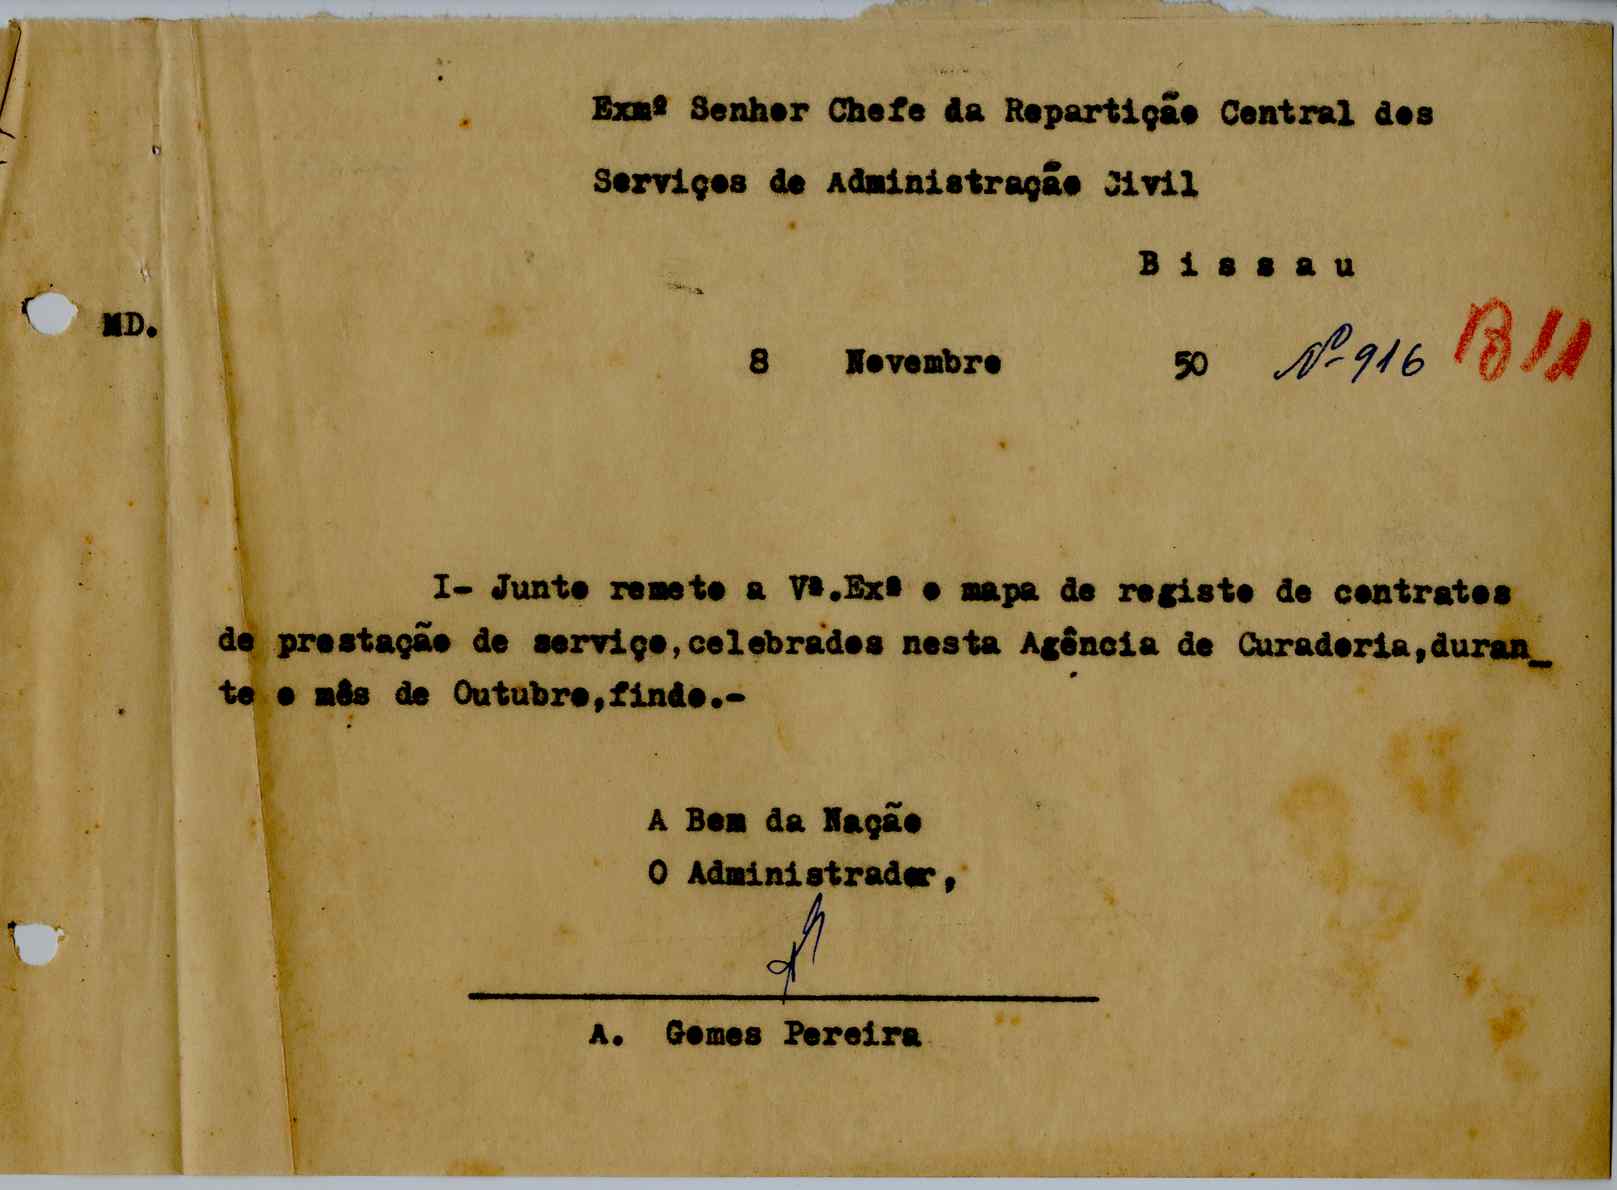 Exmº Senhor Chefe da Repartição Central dos
Serviços de Administração Civil
B i s s a u
MD.
8 Novembro 50 Nº 916 B11
I- Junto remeto a Vª.Exª o mapa de registo de contratos
de prestação de serviço,celebrados nesta Agência de Curadoria,duran_
te o mês de Outubro,findo.-
A Bem da Nação
O Administrador,
A. Gomes Pereira